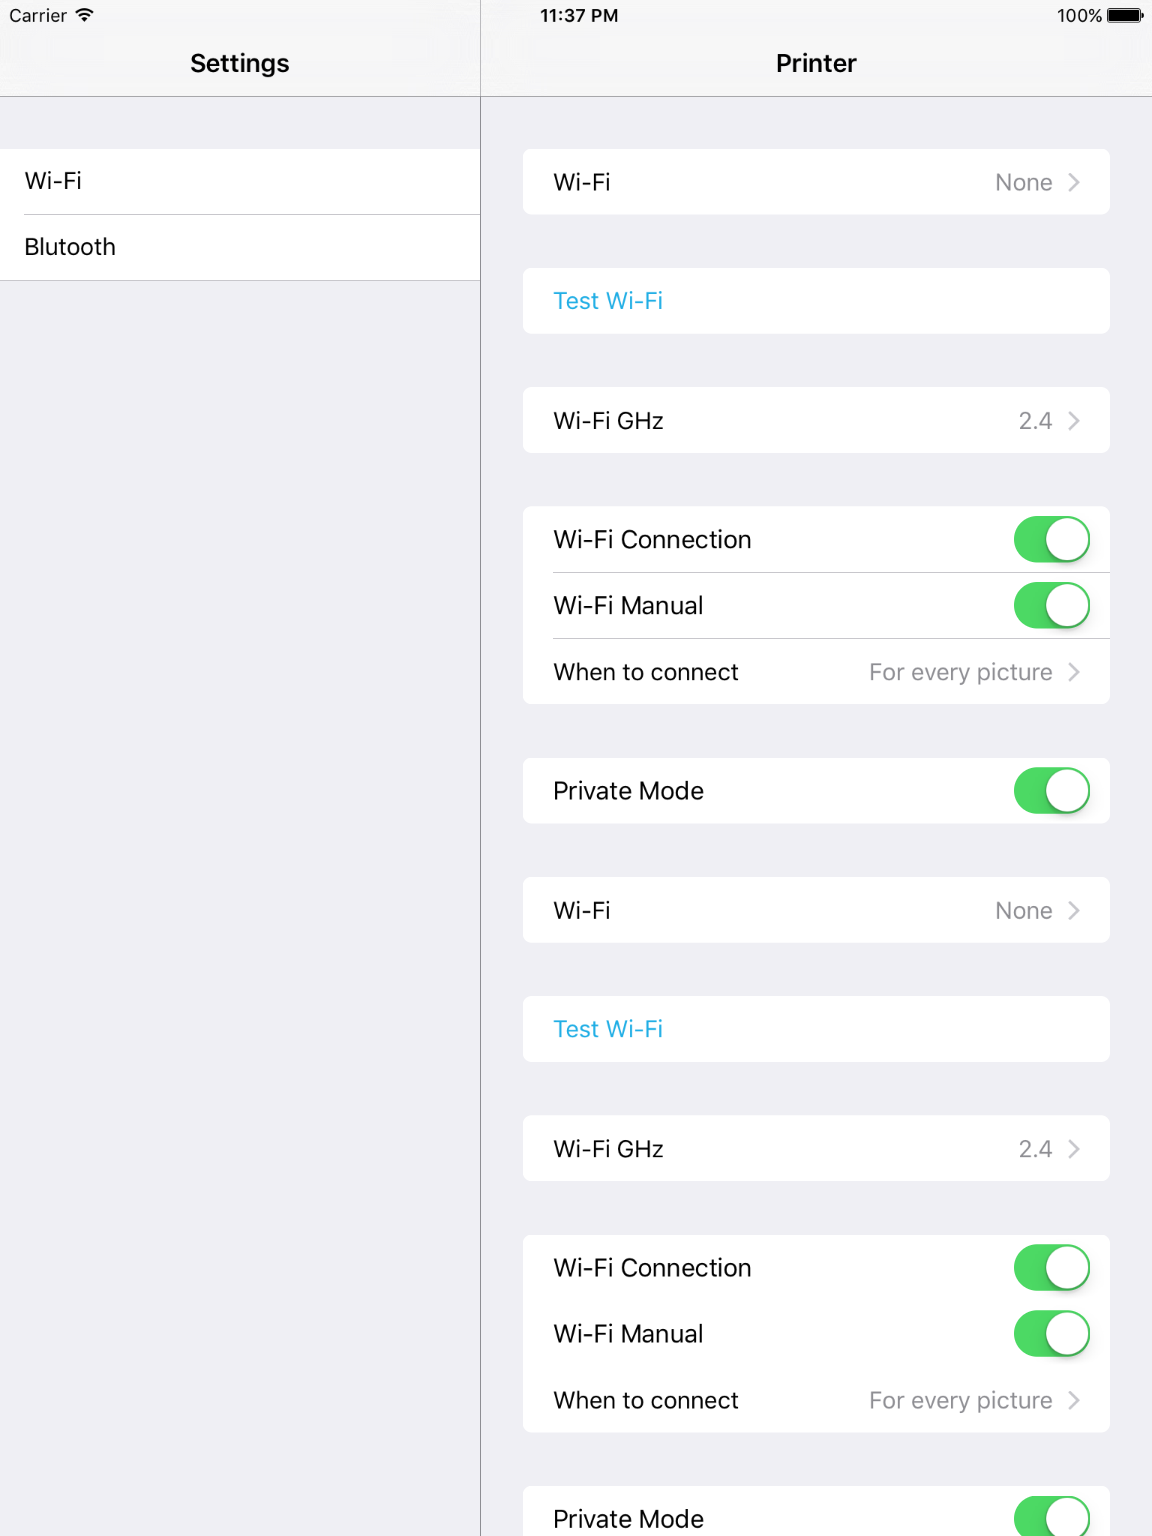 Carrier 11:37 PM 100%
Settings
Printer
Wi-Fi
Blutooth
Wi-Fi None
Test Wi-Fi
Wi-Fi GHz 2.4
Wi-Fi Connection
Wi-Fi Manual
When to connect For every picture
Private Mode
Wi-Fi None
Test Wi-Fi
Wi-Fi GHz 2.4
Wi-Fi Connection
Wi-Fi Manual
When to connect For every picture
Private Mode